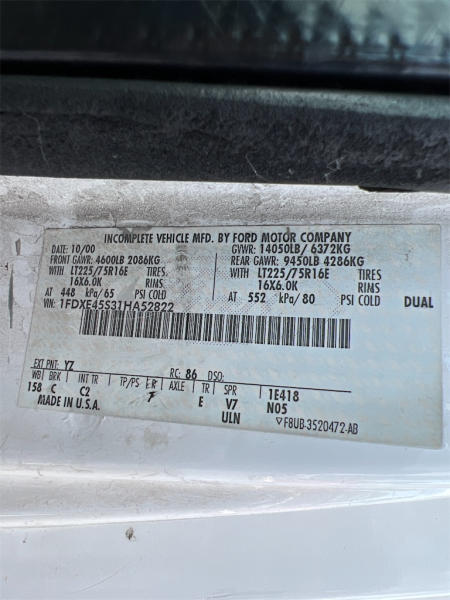 INCOMPLETE VEHICLE MFD. BY FORD MOTOR COMPANY
DATE: 10/00 GVWR: 14050LB/ 6372KG
FRONT GAWR: 4600LB 2086KG REAR GAWR: 9450LB 4286KG
WITH LT225/75R16E TIRES WITH LT225/75R16E TIRES
16X6.0K RINS 16X6.0K RINS
AT 448 kPa/65 PSI COLD AT 552 kPa/80 PSI COLD DUAL
VIN: 1FDXE45S31HA52822
EXT PNT: YZ RC: 86 DSO:
WB BRK INT TR TP/PS R AXLE TR SPR 1E418
158 C C2 7 E V7 N05
MADE IN U.S.A. ULN ▽F8UB-3520472-AB